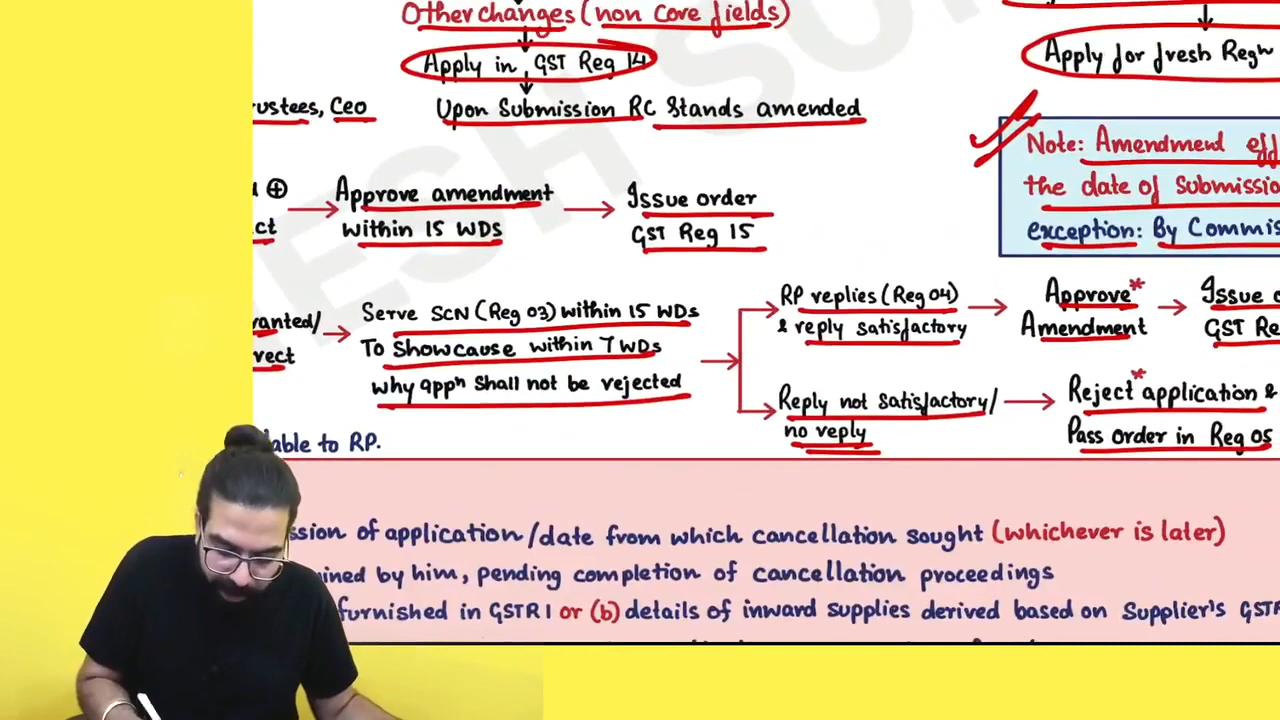 Other changes (non core fields)
Apply in GST Reg 14
Apply for fresh Regn
rustees, Ceo
Upon Submission RC Stands amended
Note: Amendment eff
the date of Submissio
exception: By Commis
Approve amendment
within 15 WDs
Issue order
GST Reg 15
ct
ranted/
rect
Serve SCN (Reg 03) within 15 WDs
To Showcause within 7 WDs
why appn Shall not be rejected
RP replies (Reg 04)
& reply satisfactory
Approve*
Amendment
Issue o
GST Re
Reply not Satisfactory/
no reply
Reject* application &
Pass order in Reg 05
lable to RP.
ssion of application/date from which cancellation sought (whichever is later)
ined by him, pending completion of cancellation proceedings
furnished in GSTR1 or (b) details of inward supplies derived based on Supplier's GSTR